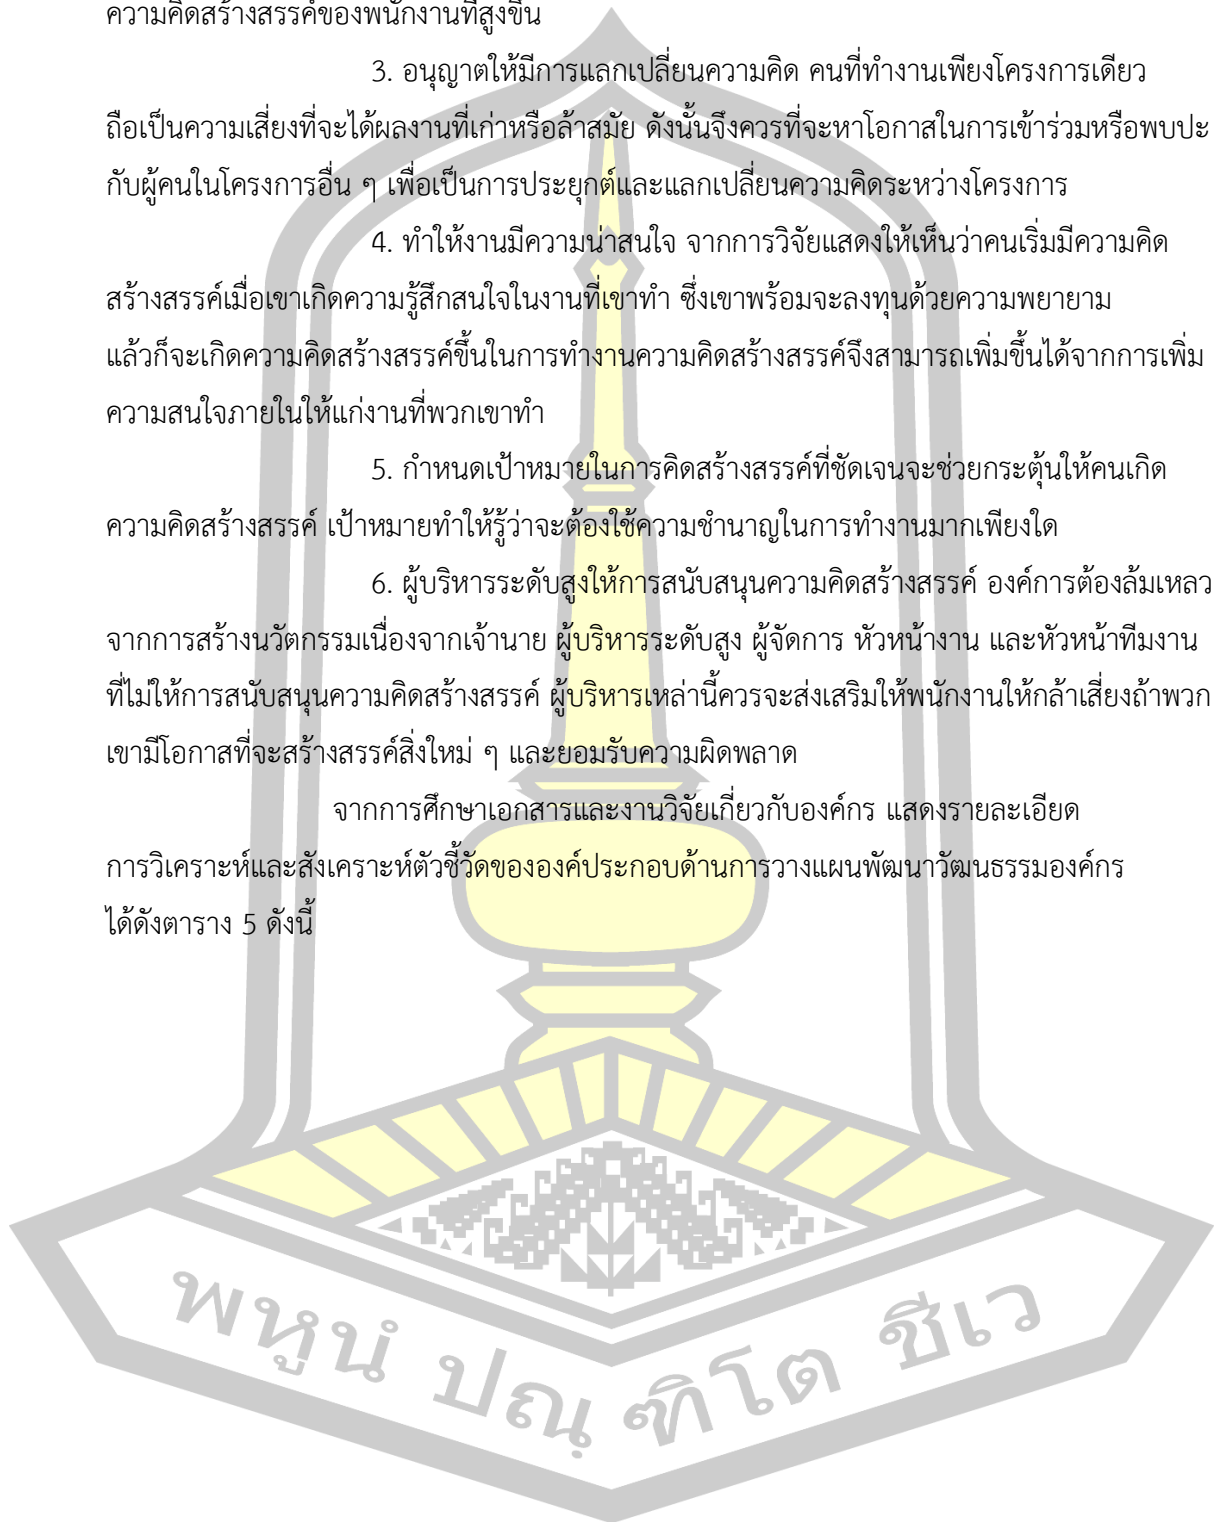 ความคิดสร้างสรรค์ของพนักงานที่สูงขึ้น
3. อนุญาตให้มีการแลกเปลี่ยนความคิด คนที่ทำงานเพียงโครงการเดียว
ถือเป็นความเสี่ยงที่จะได้ผลงานที่เก่าหรือล้าสมัย ดังนั้นจึงควรที่จะหาโอกาสในการเข้าร่วมหรือพบปะ
กับผู้คนในโครงการอื่น ๆ เพื่อเป็นการประยุกต์และแลกเปลี่ยนความคิดระหว่างโครงการ
4. ทำให้งานมีความน่าสนใจ จากการวิจัยแสดงให้เห็นว่าคนเริ่มมีความคิด
สร้างสรรค์เมื่อเขาเกิดความรู้สึกสนใจในงานที่เขาทำ ซึ่งเขาพร้อมจะลงทุนด้วยความพยายาม
แล้วก็จะเกิดความคิดสร้างสรรค์ขึ้นในการทำงานความคิดสร้างสรรค์จึงสามารถเพิ่มขึ้นได้จากการเพิ่ม
ความสนใจภายในให้แก่งานที่พวกเขาทำ
5. กำหนดเป้าหมายในการคิดสร้างสรรค์ที่ชัดเจนจะช่วยกระตุ้นให้คนเกิด
ความคิดสร้างสรรค์ เป้าหมายทำให้รู้ว่าจะต้องใช้ความชำนาญในการทำงานมากเพียงใด
6. ผู้บริหารระดับสูงให้การสนับสนุนความคิดสร้างสรรค์ องค์การต้องล้มเหลว
จากการสร้างนวัตกรรมเนื่องจากเจ้านาย ผู้บริหารระดับสูง ผู้จัดการ หัวหน้างาน และหัวหน้าทีมงาน
ที่ไม่ให้การสนับสนุนความคิดสร้างสรรค์ ผู้บริหารเหล่านี้ควรจะส่งเสริมให้พนักงานให้กล้าเสี่ยงถ้าพวก
เขามีโอกาสที่จะสร้างสรรค์สิ่งใหม่ ๆ และยอมรับความผิดพลาด
จากการศึกษาเอกสารและงานวิจัยเกี่ยวกับองค์กร แสดงรายละเอียด
การวิเคราะห์และสังเคราะห์ตัวชี้วัดขององค์ประกอบด้านการวางแผนพัฒนาวัฒนธรรมองค์กร
ได้ดังตาราง 5 ดังนี้
พหูนํ ปณฺ ฑิโต ชีเว